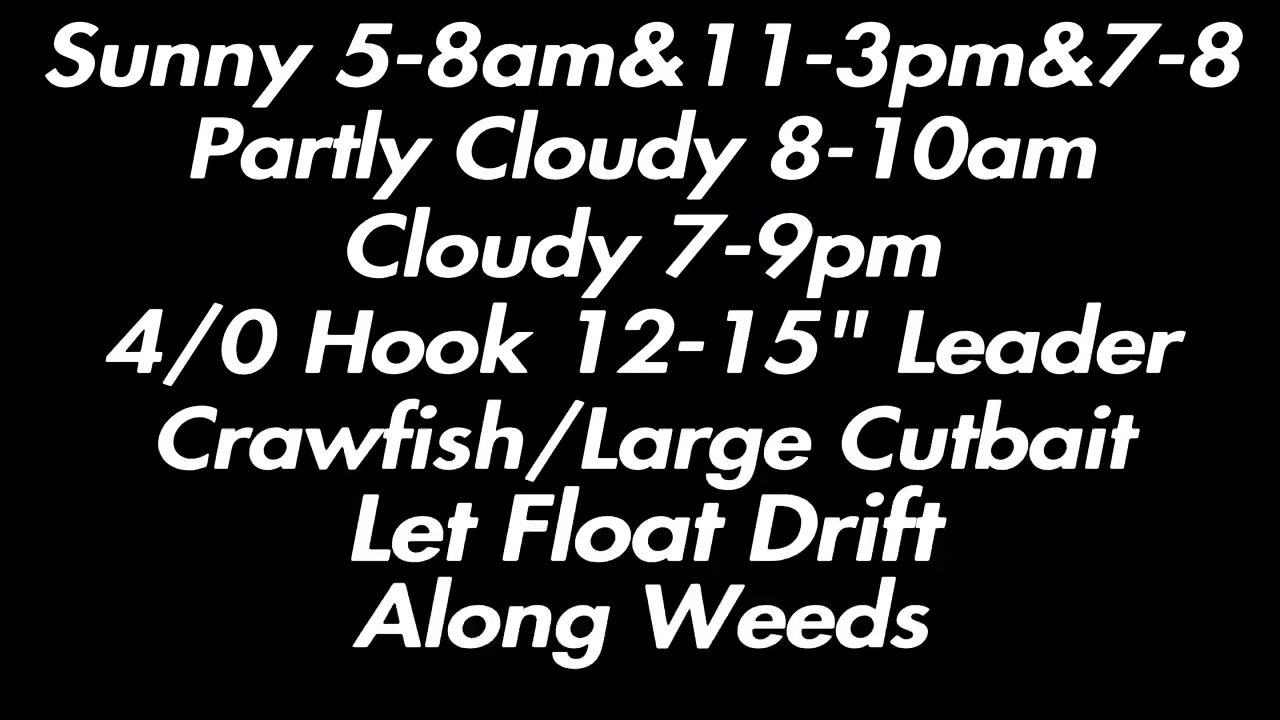 Sunny 5-8am&11-3pm&7-8
Partly Cloudy 8-10am
Cloudy 7-9pm
4/0 Hook 12-15" Leader
Crawfish/Large Cutbait
Let Float Drift
Along Weeds